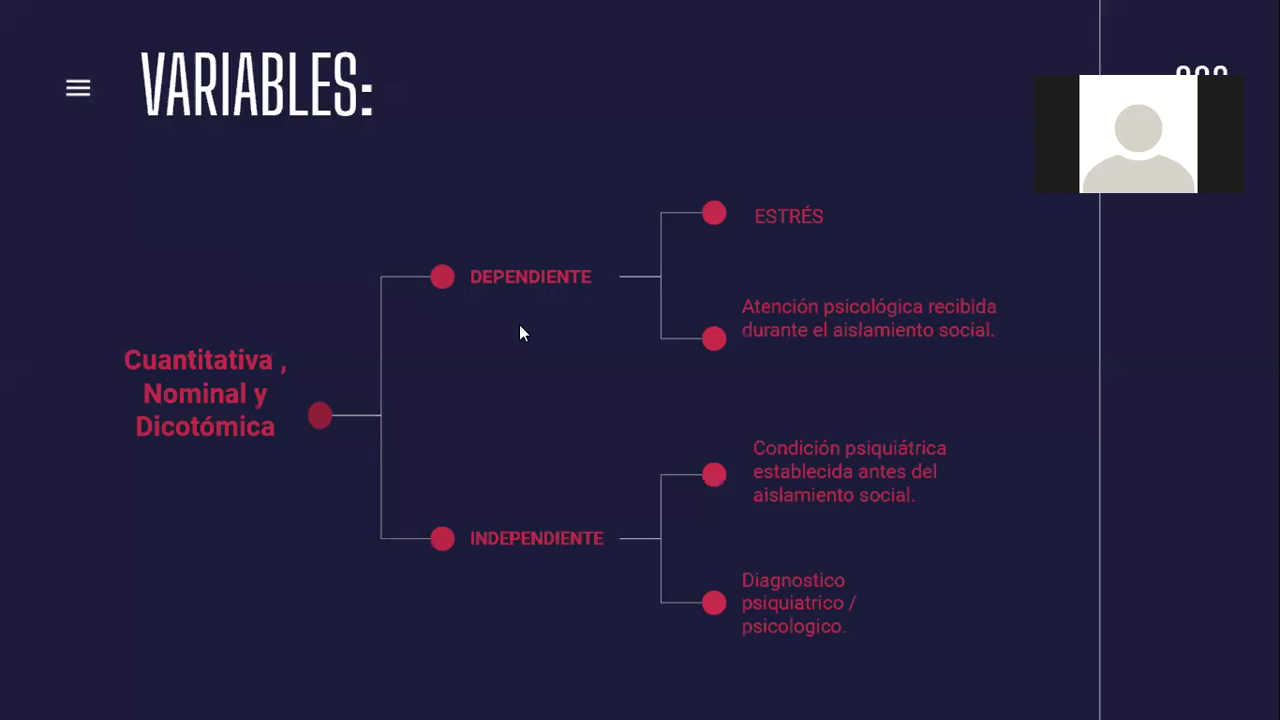 VARIABLES:
ESTRÉS
DEPENDIENTE
Atención psicológica recibida
durante el aislamiento social.
Cuantitativa ,
Nominal y
Dicotómica
Condición psiquiátrica
establecida antes del
aislamiento social.
INDEPENDIENTE
Diagnostico
psiquiatrico /
psicologico.